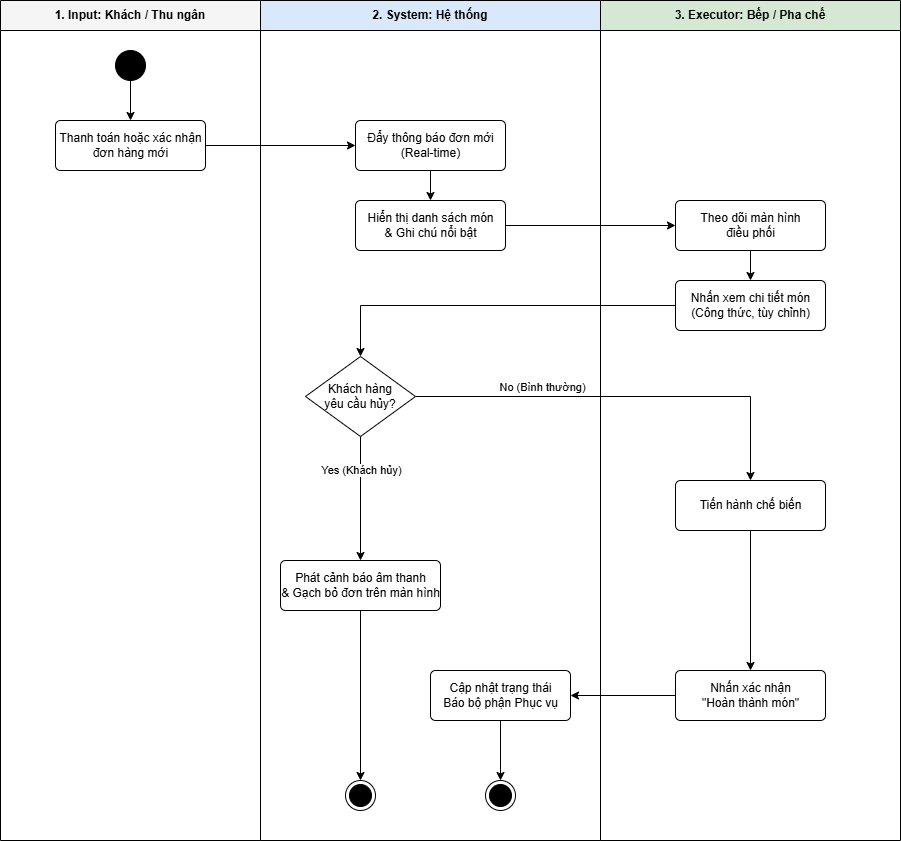 1. Input: Khách / Thu ngân
2. System: Hệ thống
3. Executor: Bếp / Pha chế
Thanh toán hoặc xác nhận
đơn hàng mới
Đẩy thông báo đơn mới
(Real-time)
Hiển thị danh sách món
& Ghi chú nổi bật
Theo dõi màn hình
điều phối
Nhấn xem chi tiết món
(Công thức, tùy chỉnh)
Khách hàng
yêu cầu hủy?
No (Bình thường)
Yes (Khách hủy)
Tiến hành chế biến
Phát cảnh báo âm thanh
& Gạch bỏ đơn trên màn hình
Nhấn xác nhận
"Hoàn thành món"
Cập nhật trạng thái
Báo bộ phận Phục vụ